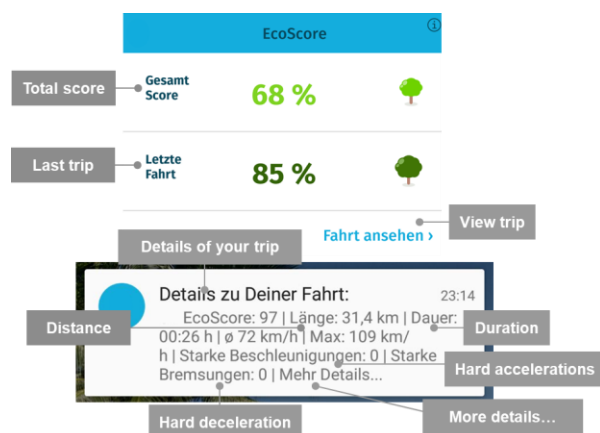 EcoScore
Total score
Gesamt
Score
68 %
Last trip
Letzte
Fahrt
85 %
View trip
Fahrt ansehen ›
Details of your trip
Details zu Deiner Fahrt:
23:14
Distance
EcoScore: 97 | Länge: 31,4 km | Dauer:
00:26 h | ø 72 km/h | Max: 109 km/
h | Starke Beschleunigungen: 0 | Starke
Bremsungen: 0 | Mehr Details...
Duration
Hard accelerations
Hard deceleration
More details…